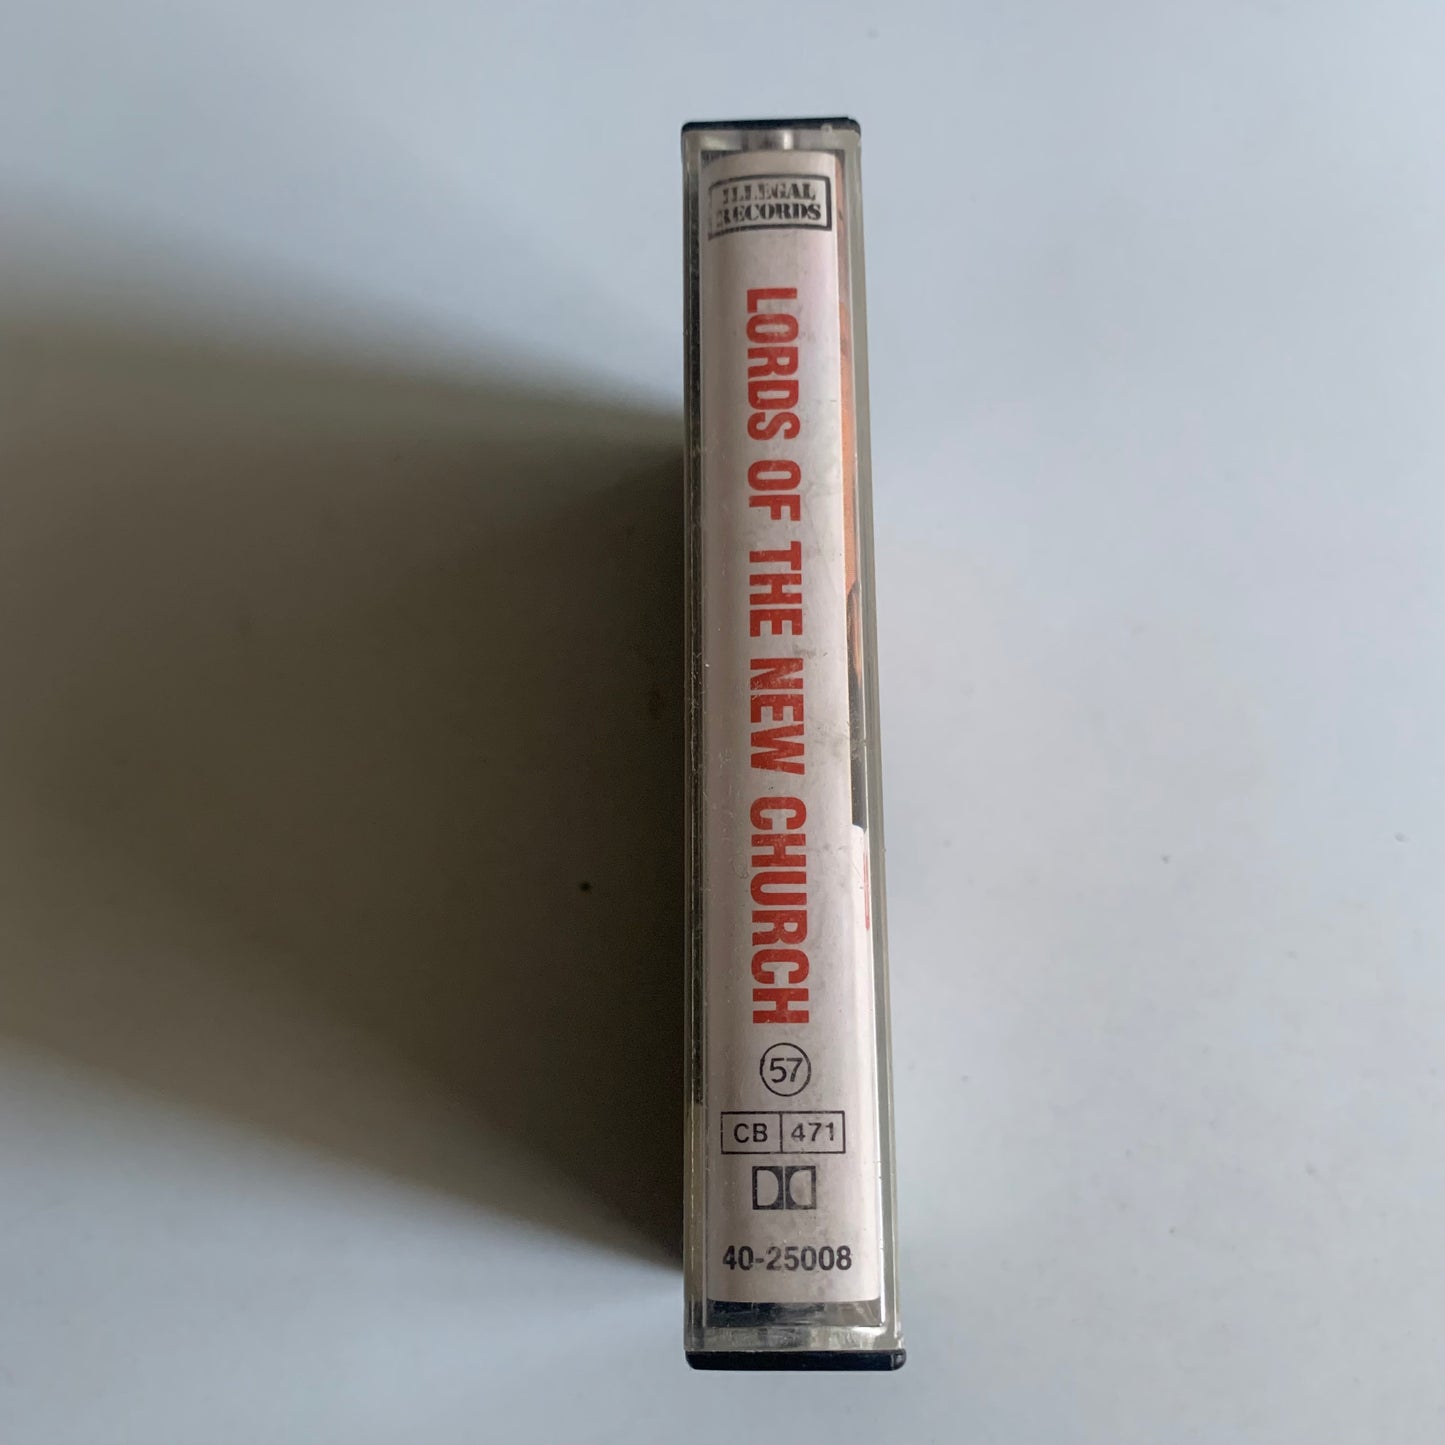 ILLEGAL
RECORDS
LORDS OF THE NEW CHURCH
57
CB 471
40-25008